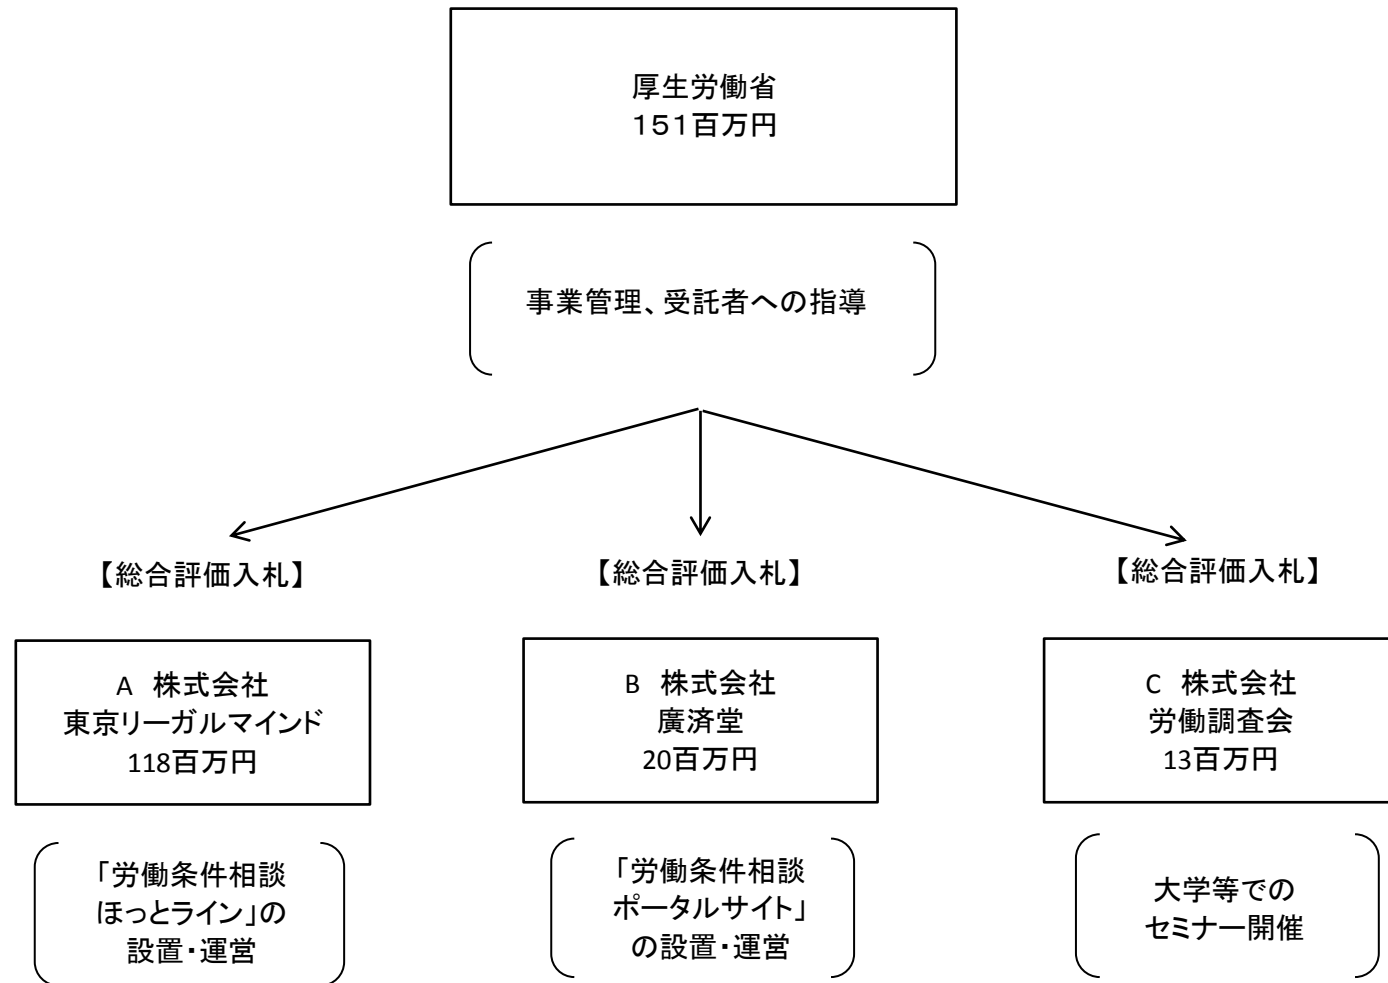 厚生労働省
151百万円
事業管理、受託者への指導
【総合評価入札】
【総合評価入札】
【総合評価入札】
A 株式会社
東京リーガルマインド
118百万円
B 株式会社
廣済堂
20百万円
C 株式会社
労働調査会
13百万円
「労働条件相談
ほっとライン」の
設置・運営
「労働条件相談
ポータルサイト」
の設置・運営
大学等での
セミナー開催